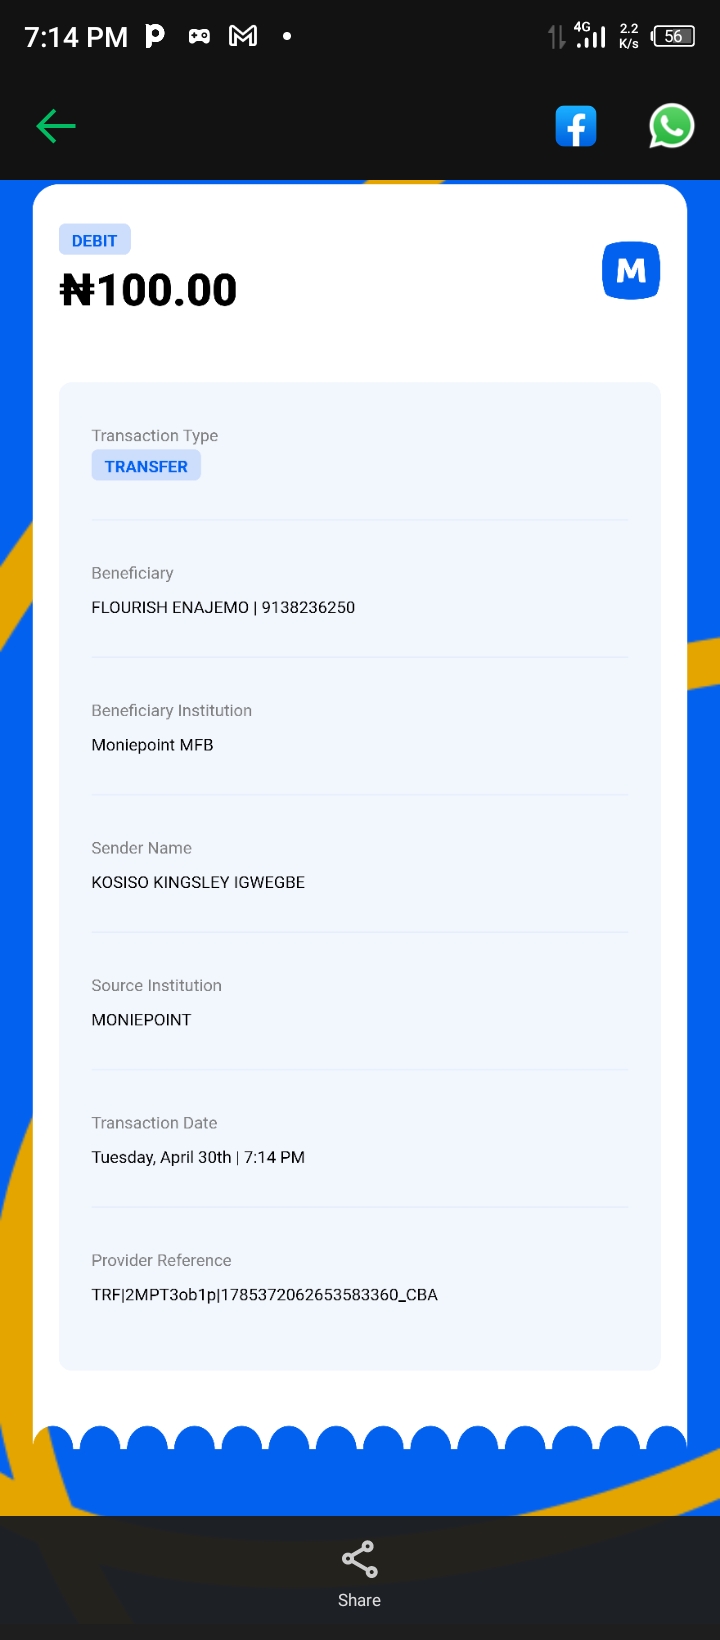 7:14 PM
4G
2.2
K/s
56
DEBIT
₦100.00
M
Transaction Type
TRANSFER
Beneficiary
FLOURISH ENAJEMO | 9138236250
Beneficiary Institution
Moniepoint MFB
Sender Name
KOSISO KINGSLEY IGWEGBE
Source Institution
MONIEPOINT
Transaction Date
Tuesday, April 30th | 7:14 PM
Provider Reference
TRF|2MPT3ob1p|1785372062653583360_CBA
Share